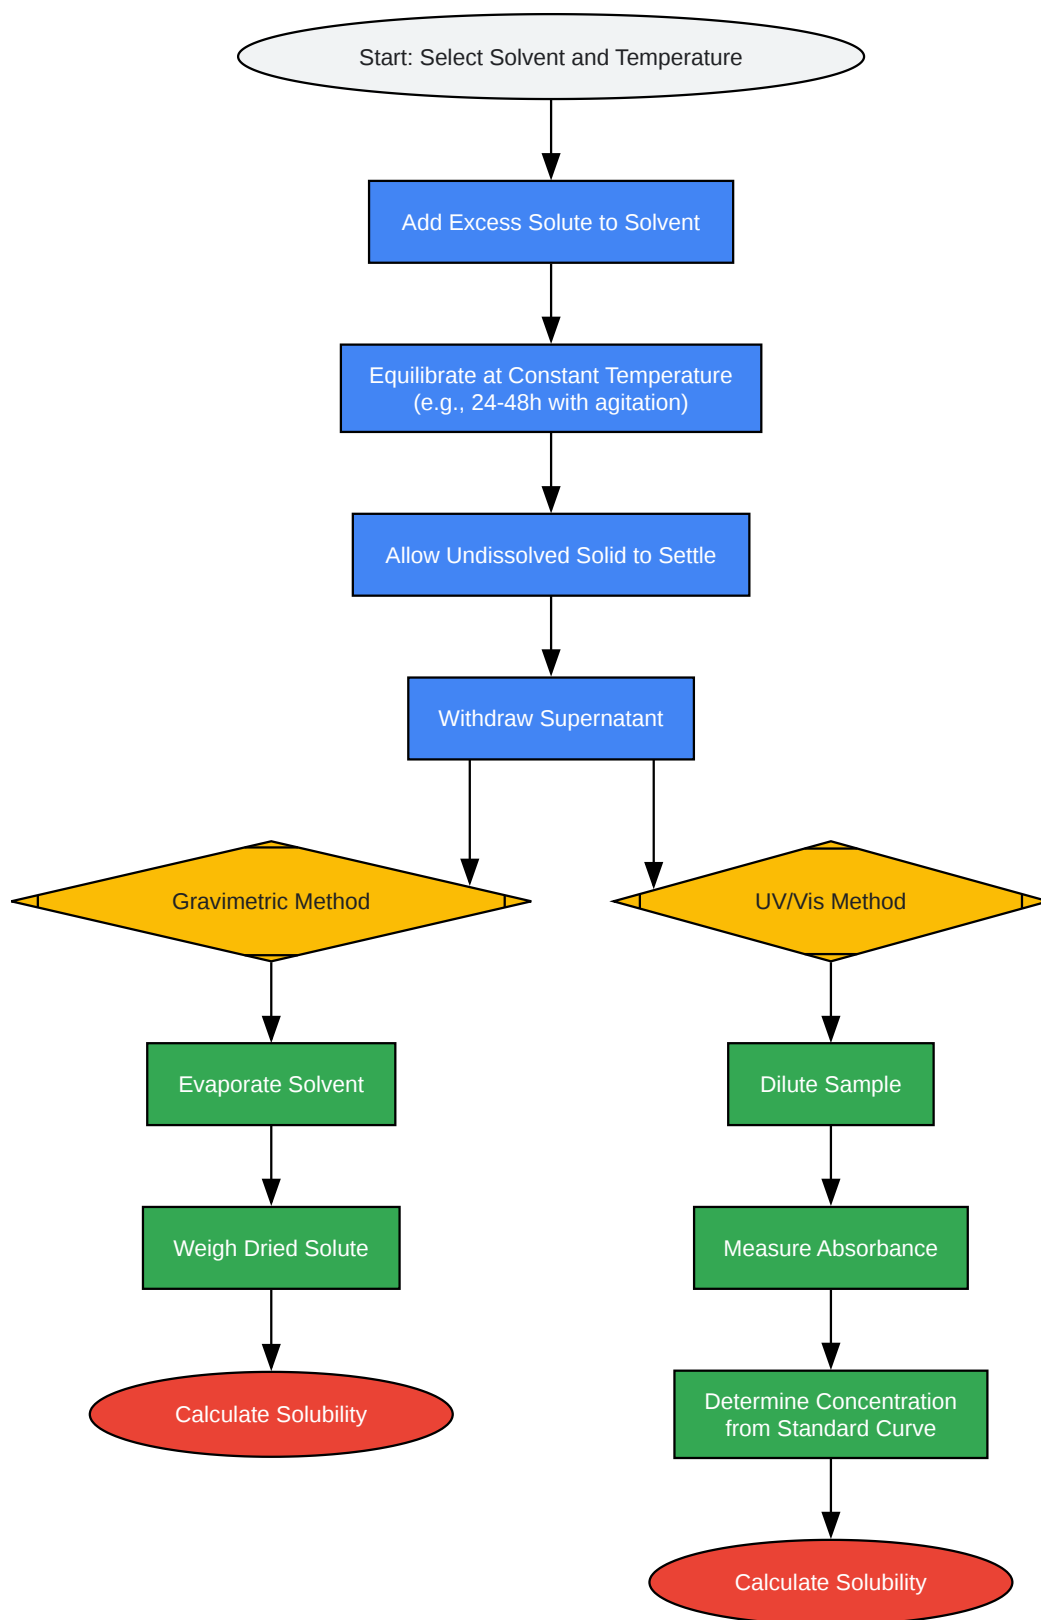 Start: Select Solvent and Temperature
Add Excess Solute to Solvent
Equilibrate at Constant Temperature
(e.g., 24-48h with agitation)
Allow Undissolved Solid to Settle
Withdraw Supernatant
Gravimetric Method
UV/Vis Method
Evaporate Solvent
Dilute Sample
Weigh Dried Solute
Measure Absorbance
Calculate Solubility
Determine Concentration
from Standard Curve
Calculate Solubility